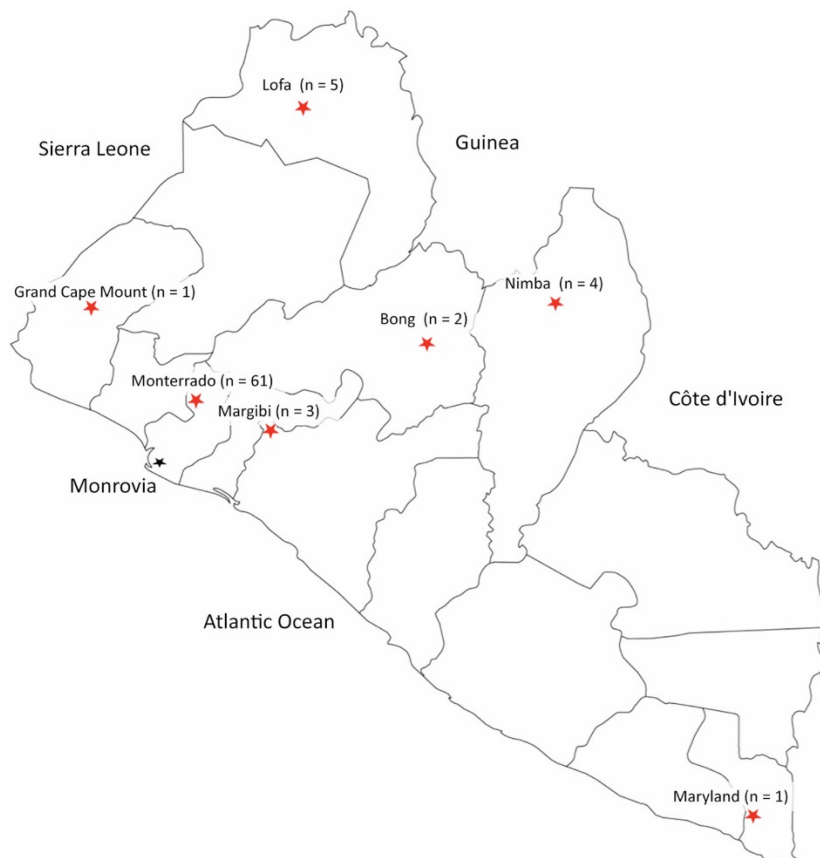 Lofa (n = 5)
Sierra Leone
Guinea
Grand Cape Mount (n = 1)
Nimba (n = 4)
Bong (n = 2)
Monterrado (n = 61)
Côte d'Ivoire
Margibi (n = 3)
Monrovia
Atlantic Ocean
Maryland (n = 1)